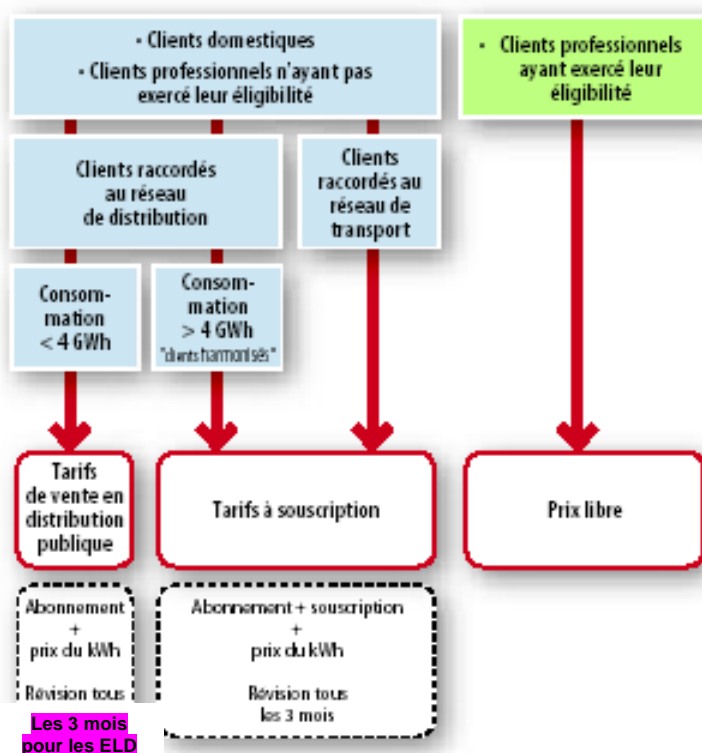 - Clients domestiques
- Clients professionnels n'ayant pas
exercé leur éligibilité
- Clients professionnels
ayant exercé leur
éligibilité
Clients raccordés
au réseau
de distribution
Clients
raccordés au
réseau de
transport
Consom-
mation
< 4 GWh
Consom-
mation
> 4 GWh
"clients harmonisés"
Tarifs
de vente en
distribution
publique
Tarifs à souscription
Prix libre
Abonnement
+
prix du kWh
Révision tous
Les 3 mois
pour les ELD
Abonnement + souscription
+
prix du kWh
Révision tous
les 3 mois